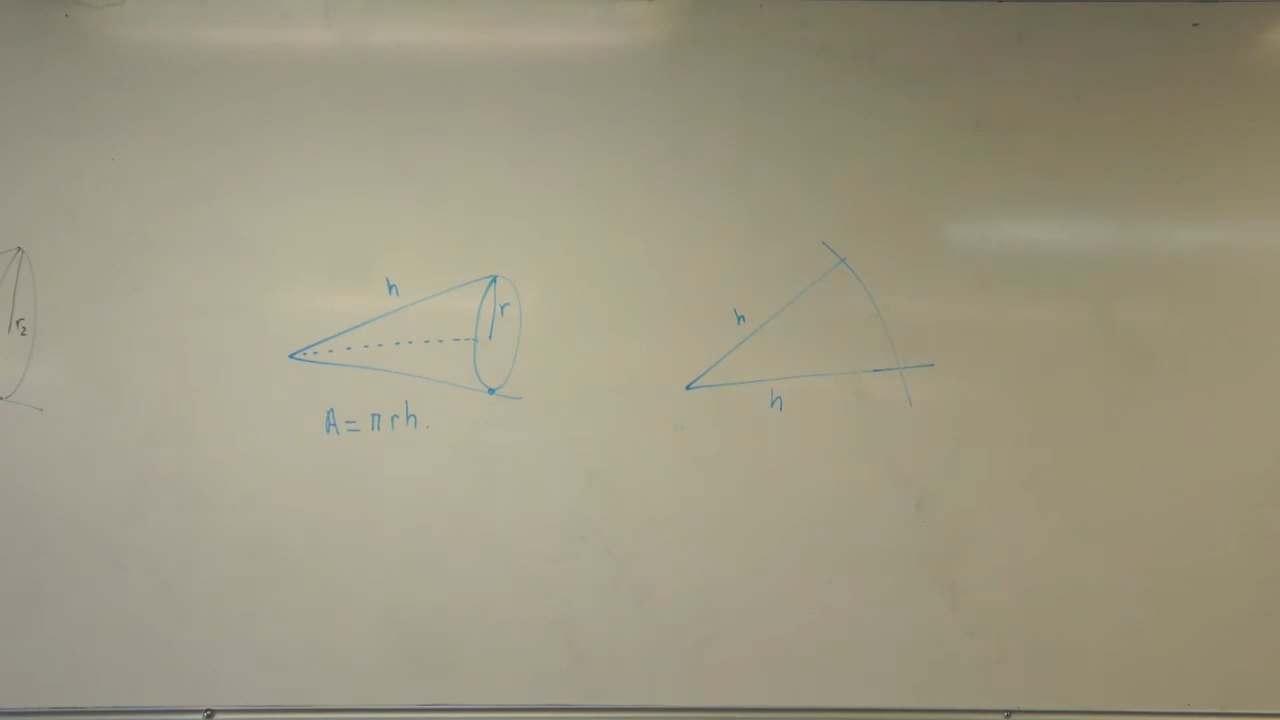 r₂
h
r
A = π r h.
h
h